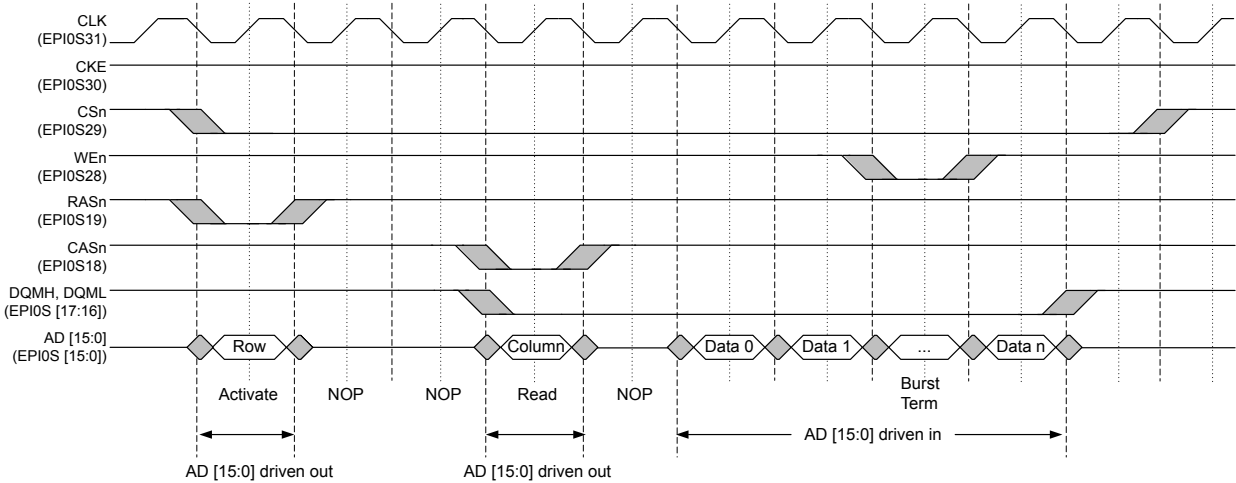 CLK
(EPI0S31)
CKE
(EPI0S30)
CSn
(EPI0S29)
WEn
(EPI0S28)
RASn
(EPI0S19)
CASn
(EPI0S18)
DQMH, DQML
(EPI0S [17:16])
AD [15:0]
(EPI0S [15:0])
Row
Column
Data 0
Data 1
...
Data n
Activate
NOP
NOP
Read
NOP
Burst
Term
AD [15:0] driven in
AD [15:0] driven out
AD [15:0] driven out